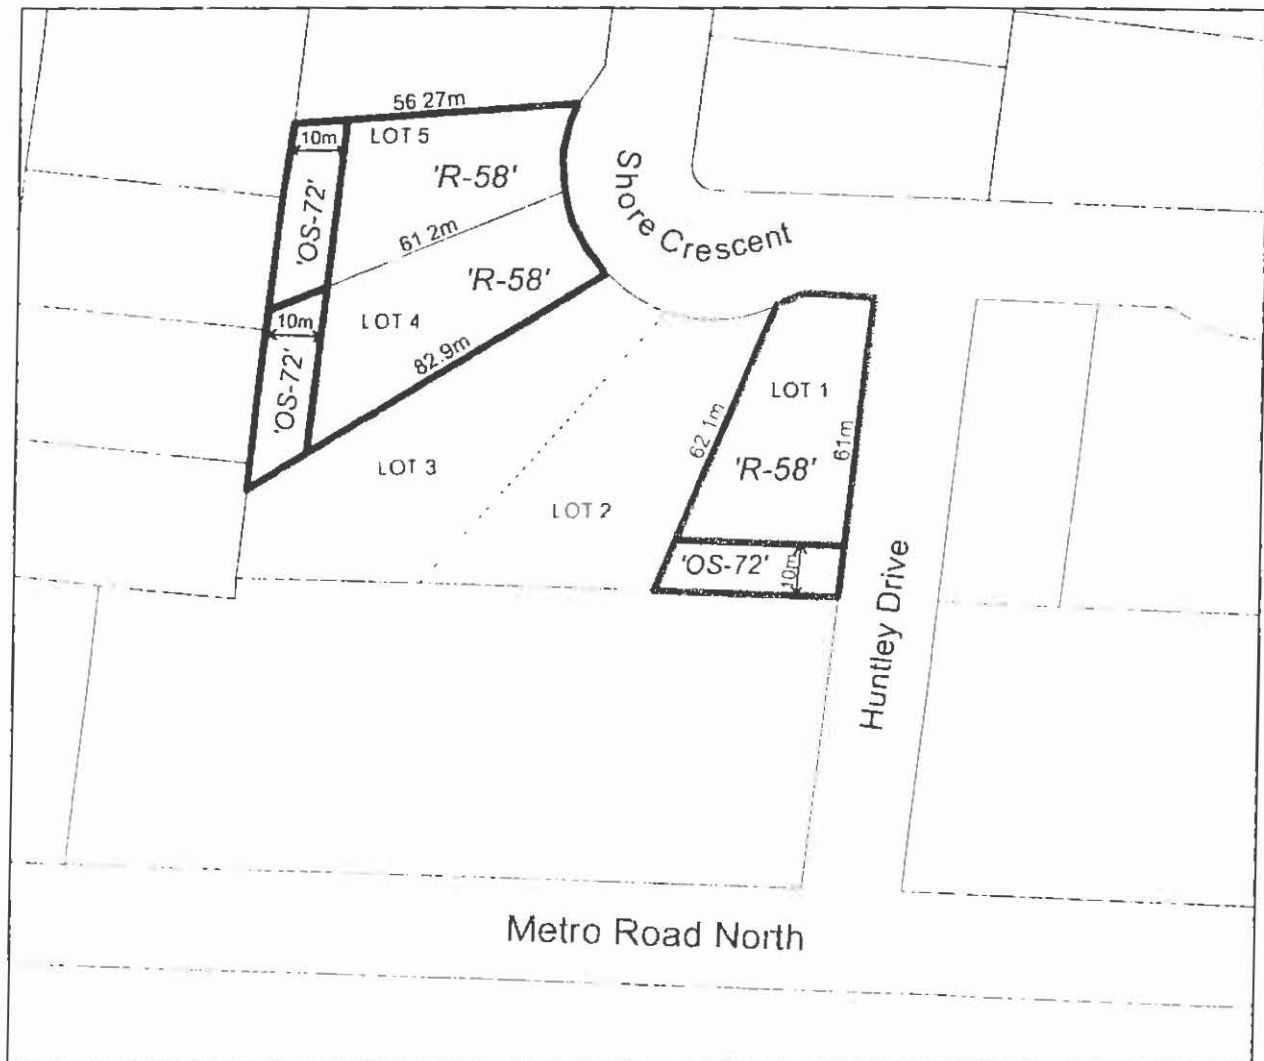 56 27m
10m
LOT 5
'R-58'
'OS-72'
61 2m
Shore Crescent
'R-58'
10m
LOT 4
82.9m
'OS-72'
LOT 1
62 1m
61m
LOT 3
'R-58'
LOT 2
'OS-72'
10m
Huntley Drive
Metro Road North